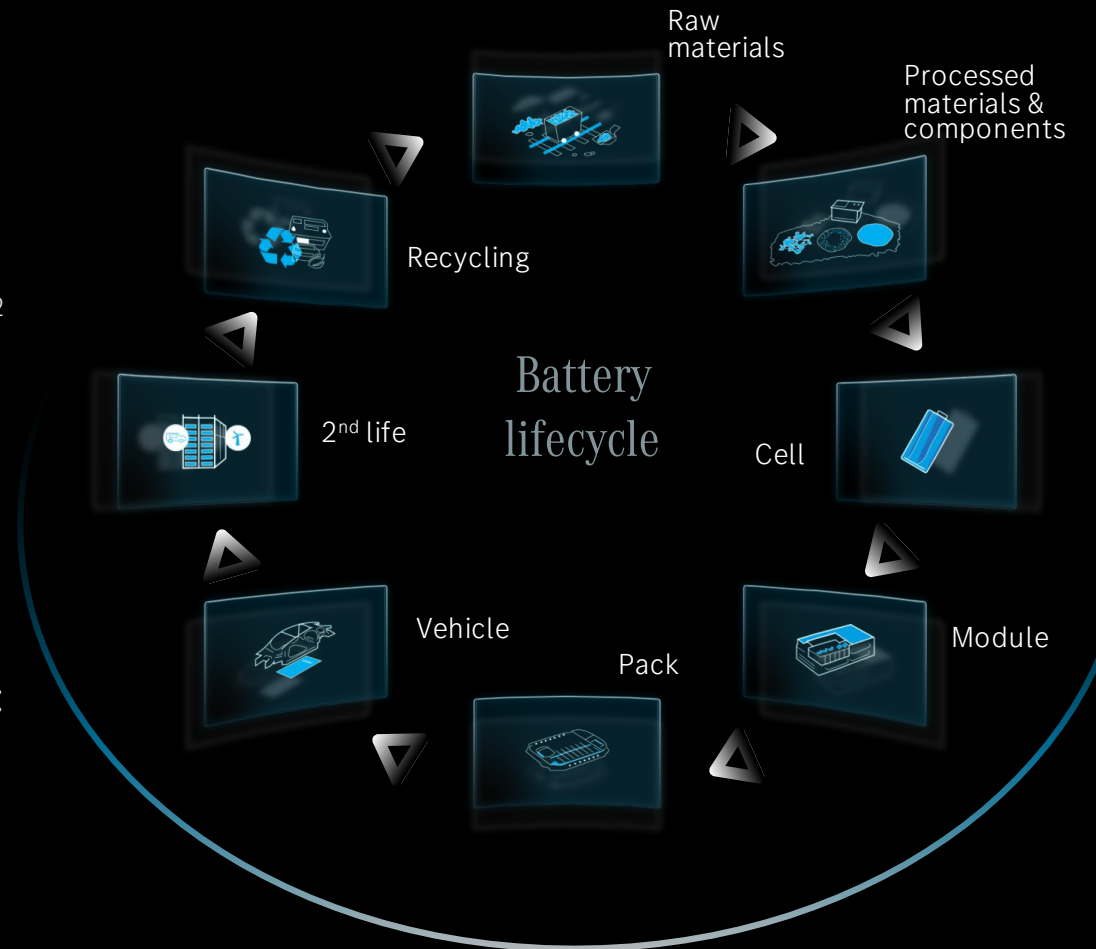 Raw
materials
Processed
materials &
components
Recycling
Battery
lifecycle
2nd life
Cell
Vehicle
Module
Pack